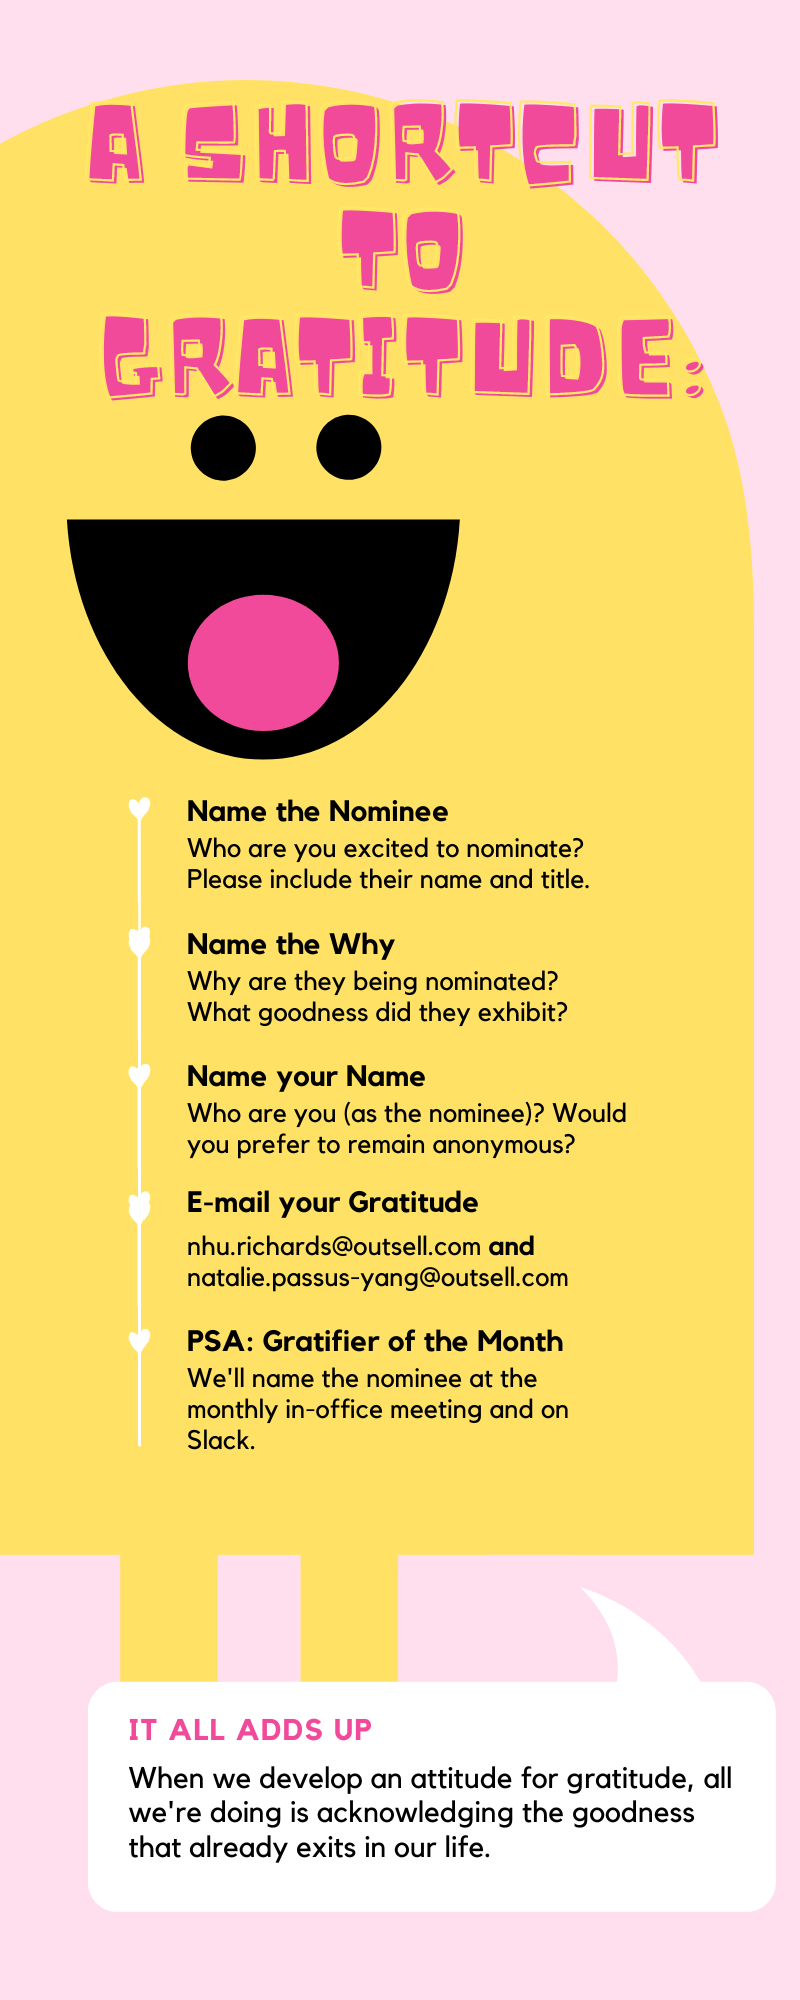 A SHORTCUT
TO
GRATITUDE:
Name the Nominee
Who are you excited to nominate?
Please include their name and title.
Name the Why
Why are they being nominated?
What goodness did they exhibit?
Name your Name
Who are you (as the nominee)? Would
you prefer to remain anonymous?
E-mail your Gratitude
nhu.richards@outsell.com and
natalie.passus-yang@outsell.com
PSA: Gratifier of the Month
We'll name the nominee at the
monthly in-office meeting and on
Slack.
IT ALL ADDS UP
When we develop an attitude for gratitude, all
we're doing is acknowledging the goodness
that already exits in our life.